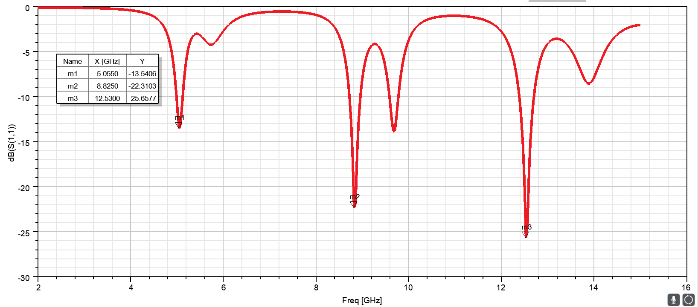 0
-5
-10
-15
-20
-25
-30
dB(S(1,1))
Name X [GHz] Y
m1 5.0550 -13.5406
m2 8.8250 -22.3103
m3 12.5300 25.6577
m1
m2
m3
2 4 6 8 10 12 14 16
Freq [GHz]